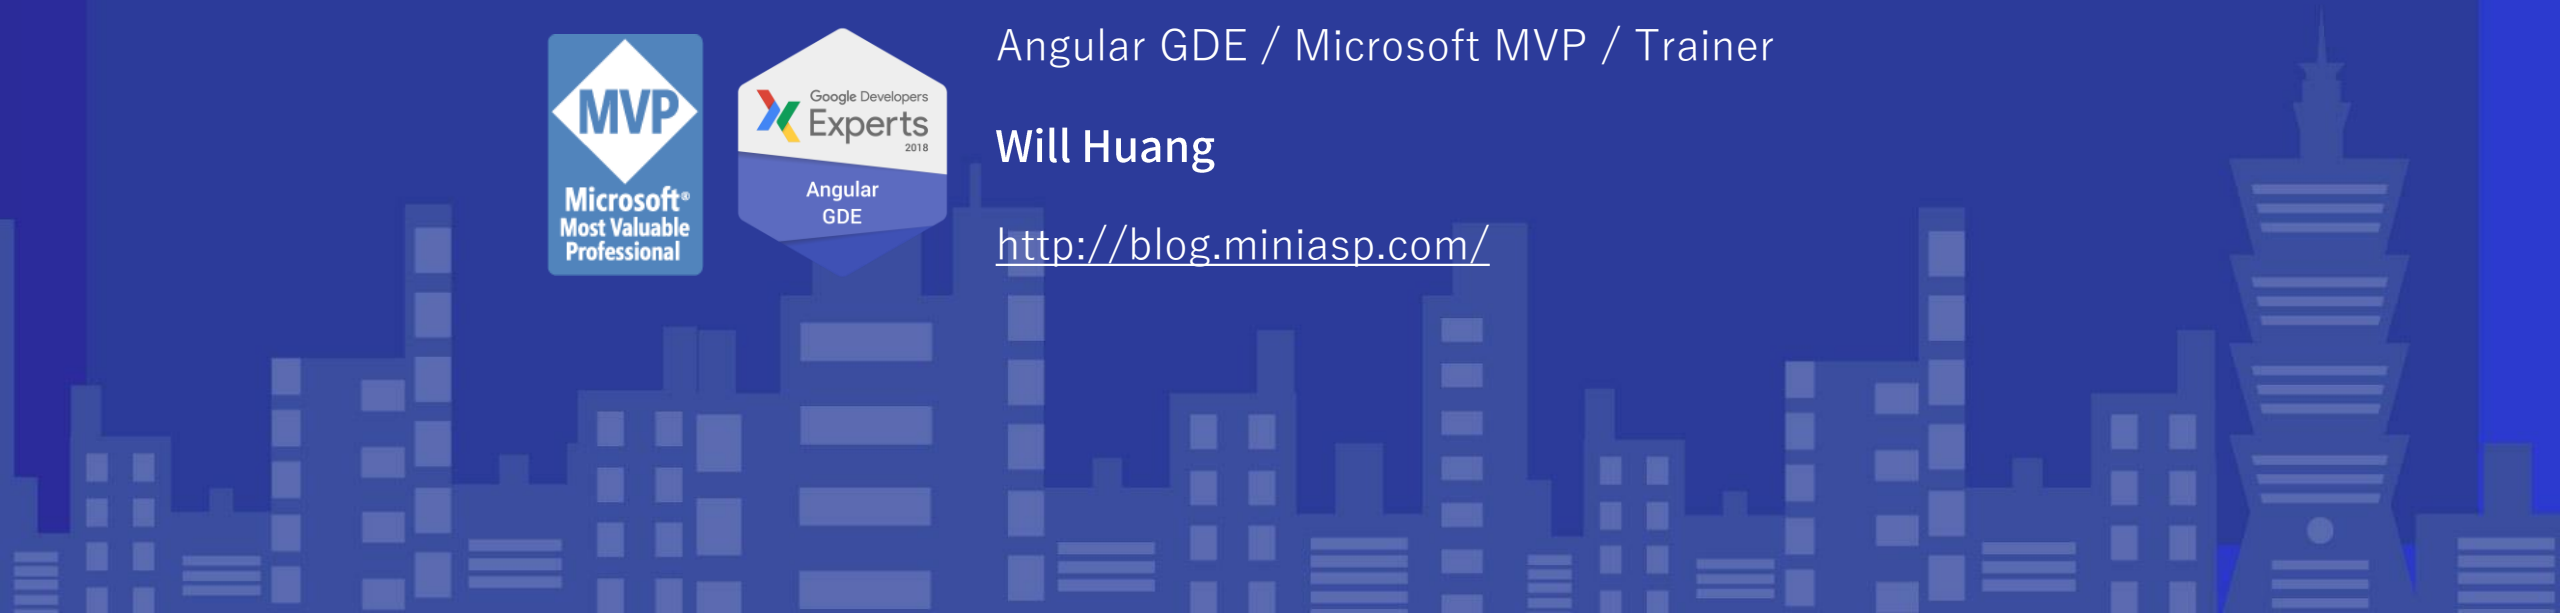 MVP
Microsoft®
Most Valuable
Professional
Google Developers
Experts
2018
Angular
GDE
Angular GDE / Microsoft MVP / Trainer
Will Huang
http://blog.miniasp.com/